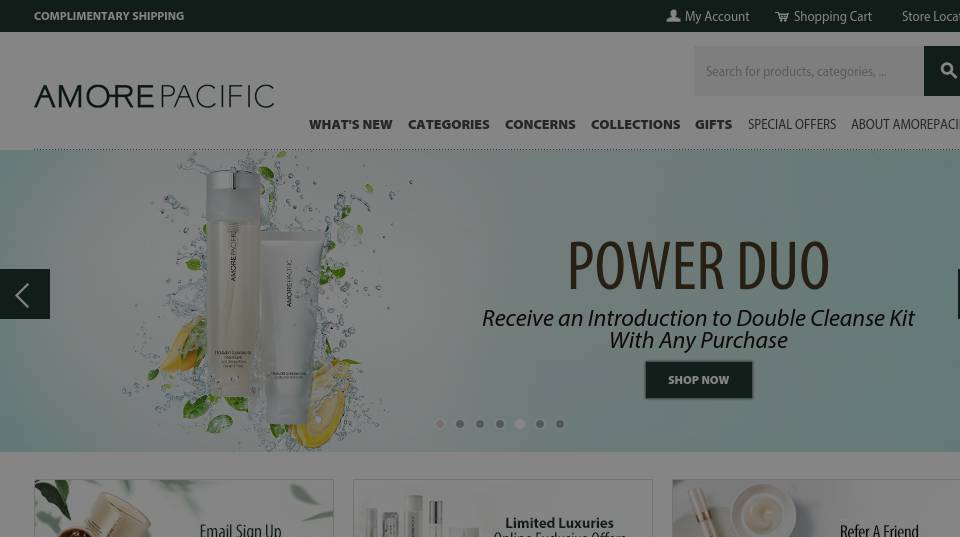 COMPLIMENTARY SHIPPING
My Account
Shopping Cart
Store Locat
Search for products, categories, ...
AMOREPACIFIC
WHAT'S NEW
CATEGORIES
CONCERNS
COLLECTIONS
GIFTS
SPECIAL OFFERS
ABOUT AMOREPACI
AMOREPACIFIC
AMOREPACIFIC
POWER DUO
Receive an Introduction to Double Cleanse Kit
With Any Purchase
SHOP NOW
Email Sign Up
Limited Luxuries
Online Exclusive Offers
Refer A Friend